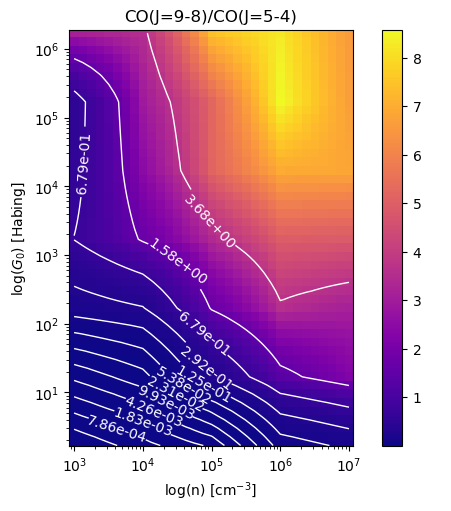 CO(J=9-8)/CO(J=5-4)
log(G₀) [Habing]
10⁶
10⁵
10⁴
10³
10²
10¹
6.79e-01
3.68e+00
1.58e+00
6.79e-01
2.92e-01
1.25e-01
5.38e-02
2.31e-02
9.93e-03
4.26e-03
1.83e-03
7.86e-04
10³ 10⁴ 10⁵ 10⁶ 10⁷
log(n) [cm⁻³]
8
7
6
5
4
3
2
1